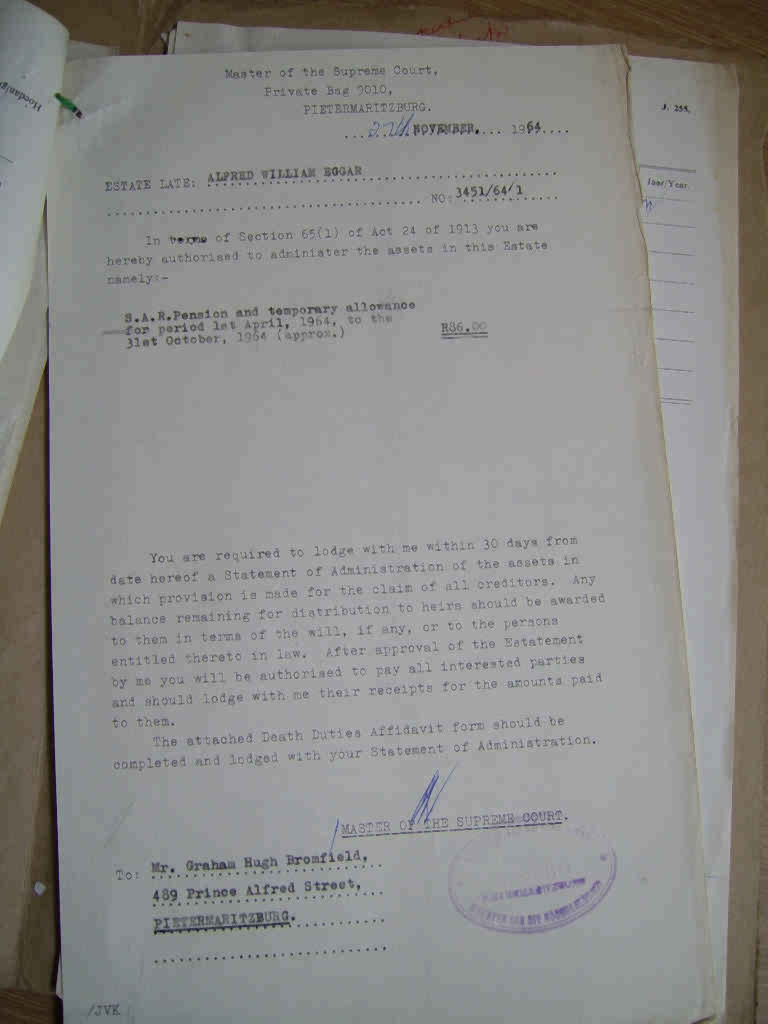 Hoedanig
J. 255.
Jaar/Year.
Master of the Supreme Court,
Private Bag 9010,
PIETERMARITZBURG.
NOVEMBER. 1964
ESTATE LATE: ALFRED WILLIAM EGGAR
NO: 3451/64/1
In terms of Section 65(1) of Act 24 of 1913 you are
hereby authorised to administer the assets in this Estate
namely:-
S.A.R.Pension and temporary allowance
for period 1st April, 1964, to the
31st October, 1964 (approx.) R86.00
You are required to lodge with me within 30 days from
date hereof a Statement of Administration of the assets in
which provision is made for the claim of all creditors. Any
balance remaining for distribution to heirs should be awarded
to them in terms of the will, if any, or to the persons
entitled thereto in law. After approval of the Estatement
by me you will be authorised to pay all interested parties
and should lodge with me their receipts for the amounts paid
to them.
The attached Death Duties Affidavit form should be
completed and lodged with your Statement of Administration.
MASTER OF THE SUPREME COURT.
To: Mr. Graham Hugh Bromfield,
489 Prince Alfred Street,
PIETERMARITZBURG.
/JVK